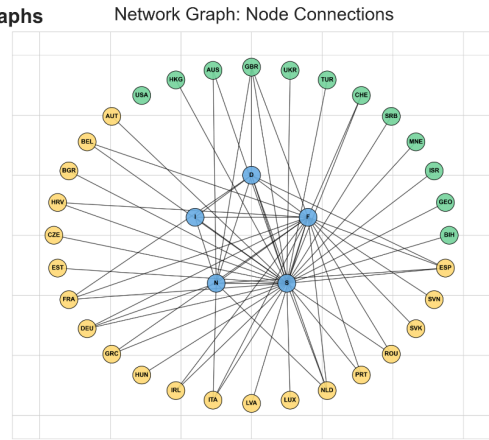 aphs
Network Graph: Node Connections
GBR
AUS
UKR
HKG
TUR
USA
CHE
AUT
SRB
BEL
MNE
BGR
D
ISR
HRV
GEO
I
F
CZE
BIH
EST
ESP
N
S
FRA
SVN
DEU
SVK
GRC
ROU
HUN
PRT
IRL
NLD
ITA
LVA
LUX